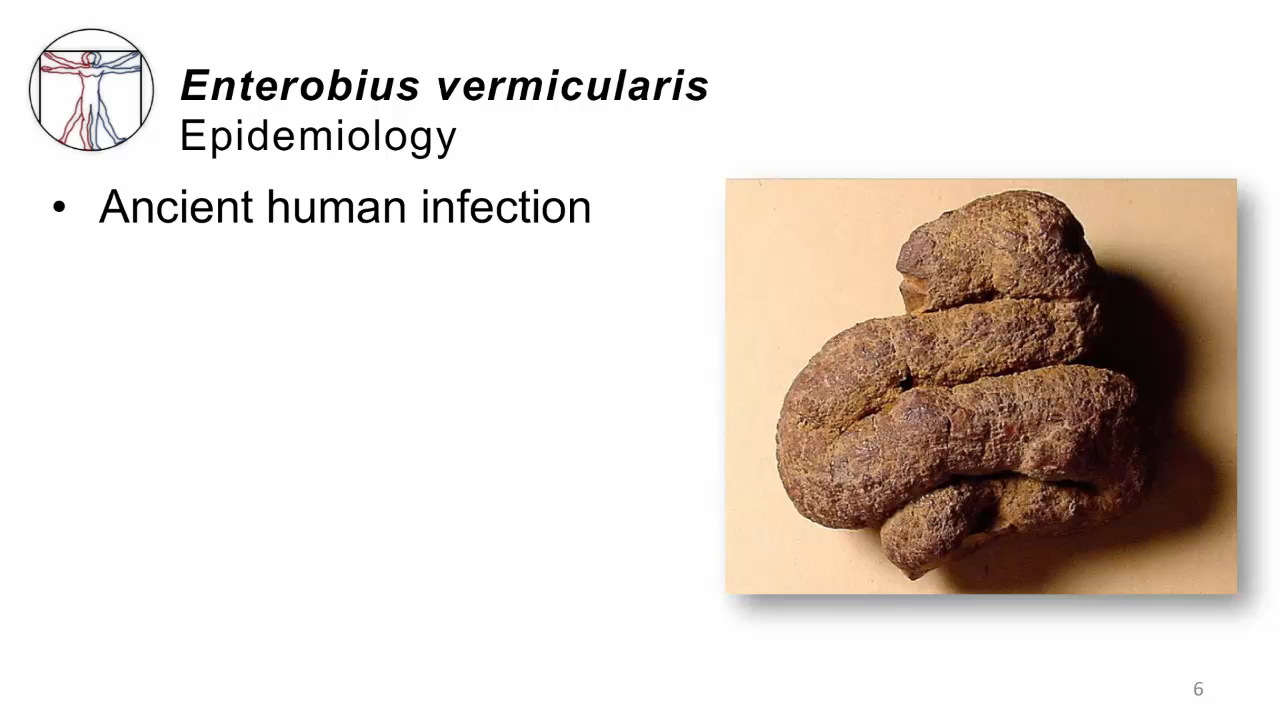 Enterobius vermicularis
Epidemiology
• Ancient human infection
6